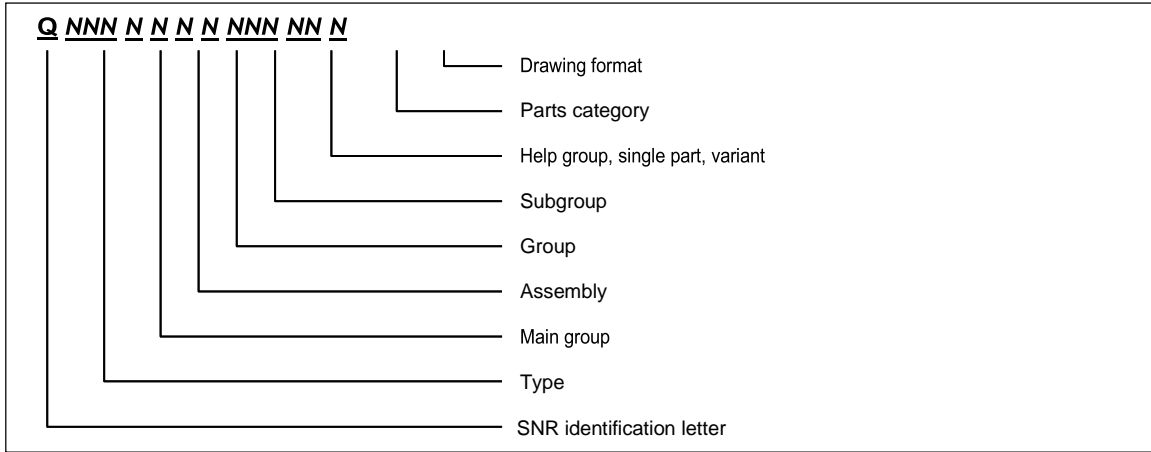 Q NNN N N N N NNN NN N
Drawing format
Parts category
Help group, single part, variant
Subgroup
Group
Assembly
Main group
Type
SNR identification letter